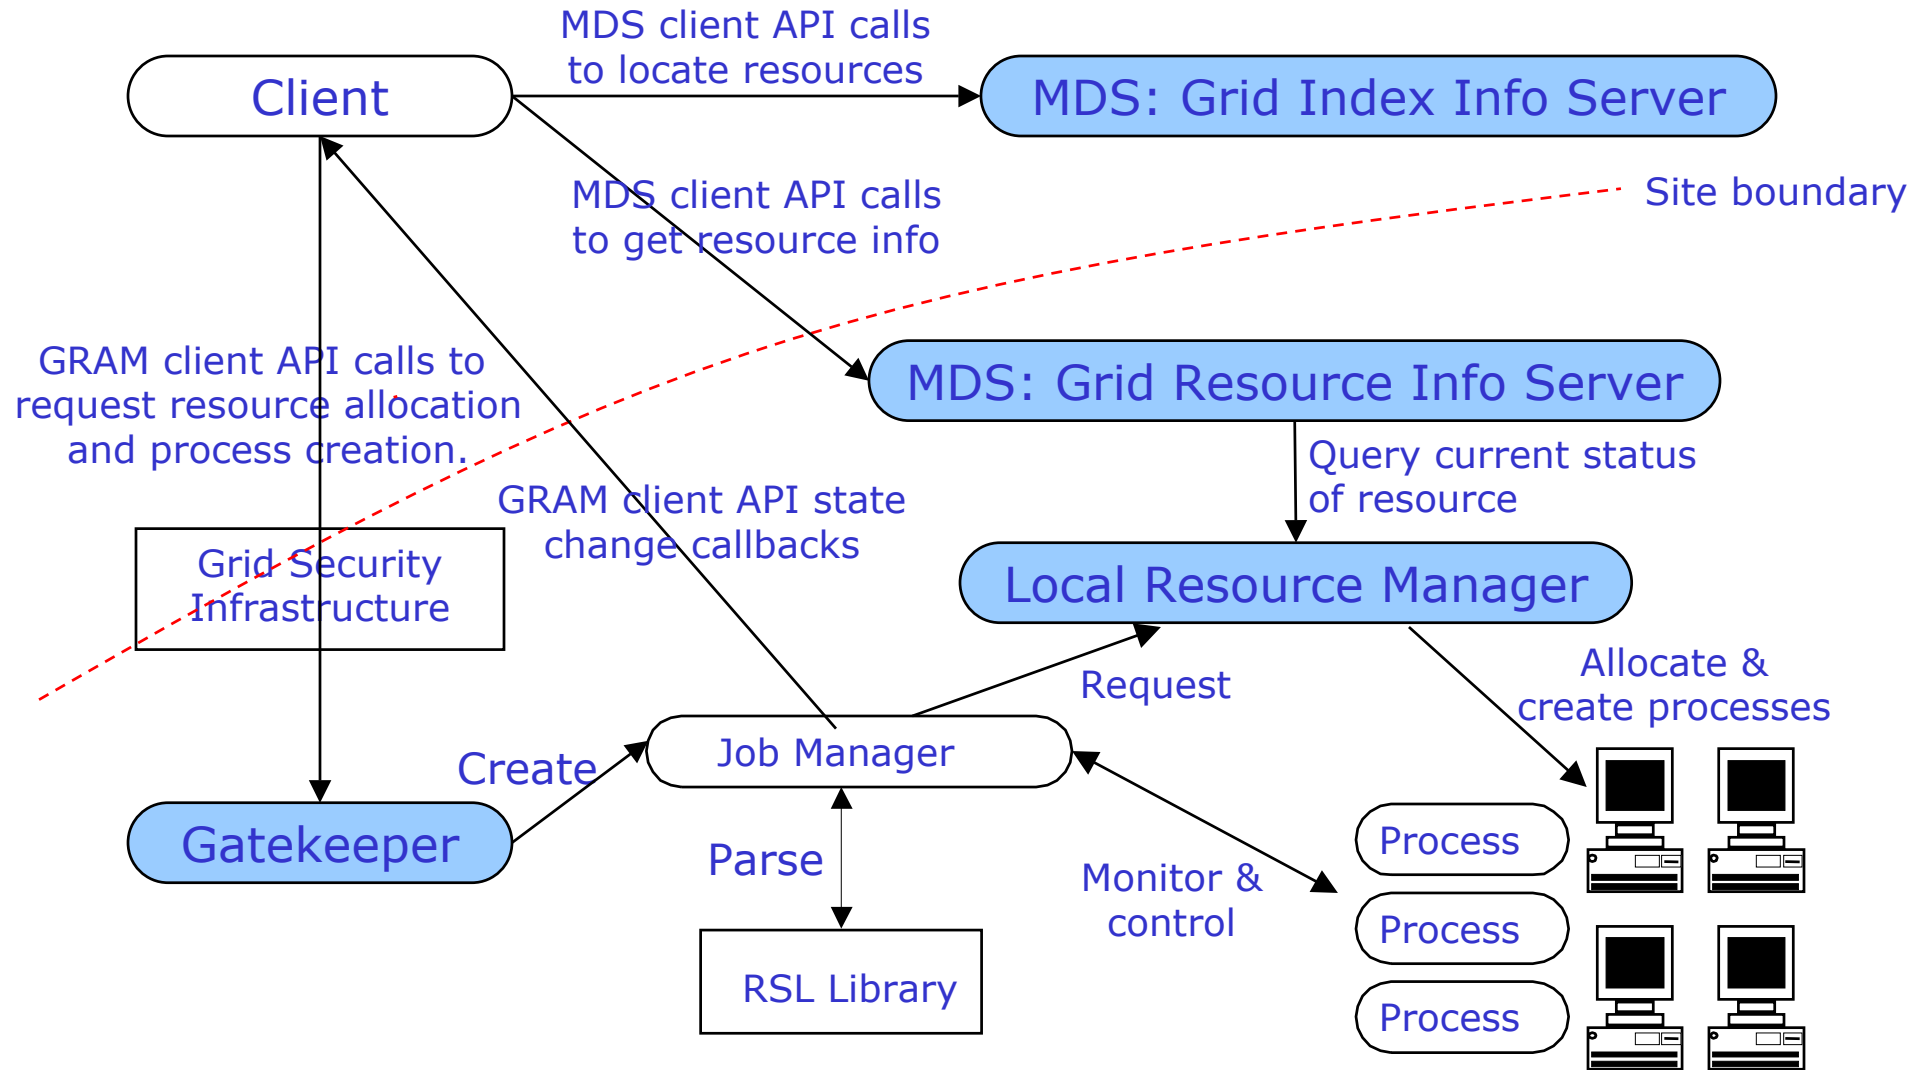 MDS client API calls
to locate resources
Client
MDS: Grid Index Info Server
MDS client API calls
to get resource info
Site boundary
GRAM client API calls to
request resource allocation
and process creation.
MDS: Grid Resource Info Server
Query current status
of resource
GRAM client API state
change callbacks
Grid Security
Infrastructure
Local Resource Manager
Request
Allocate &
create processes
Create
Job Manager
Gatekeeper
Parse
Monitor &
control
Process
Process
Process
RSL Library